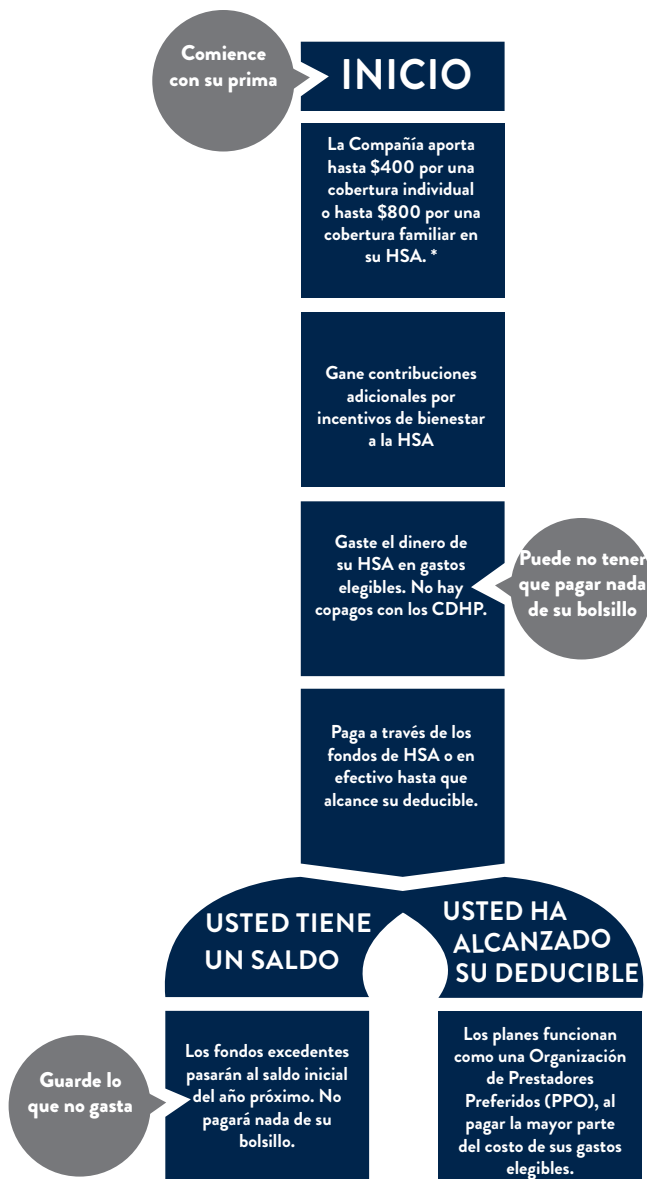 Comience
con su prima
INICIO
La Compañía aporta
hasta $400 por una
cobertura individual
o hasta $800 por una
cobertura familiar en
su HSA. *
Gane contribuciones
adicionales por
incentivos de bienestar
a la HSA
Gaste el dinero de
su HSA en gastos
elegibles. No hay
copagos con los CDHP.
Puede no tener
que pagar nada
de su bolsillo
Paga a través de los
fondos de HSA o en
efectivo hasta que
alcance su deducible.
USTED TIENE
UN SALDO
USTED HA
ALCANZADO
SU DEDUCIBLE
Guarde lo
que no gasta
Los fondos excedentes
pasarán al saldo inicial
del año próximo. No
pagará nada de su
bolsillo.
Los planes funcionan
como una Organización
de Prestadores
Preferidos (PPO), al
pagar la mayor parte
del costo de sus gastos
elegibles.